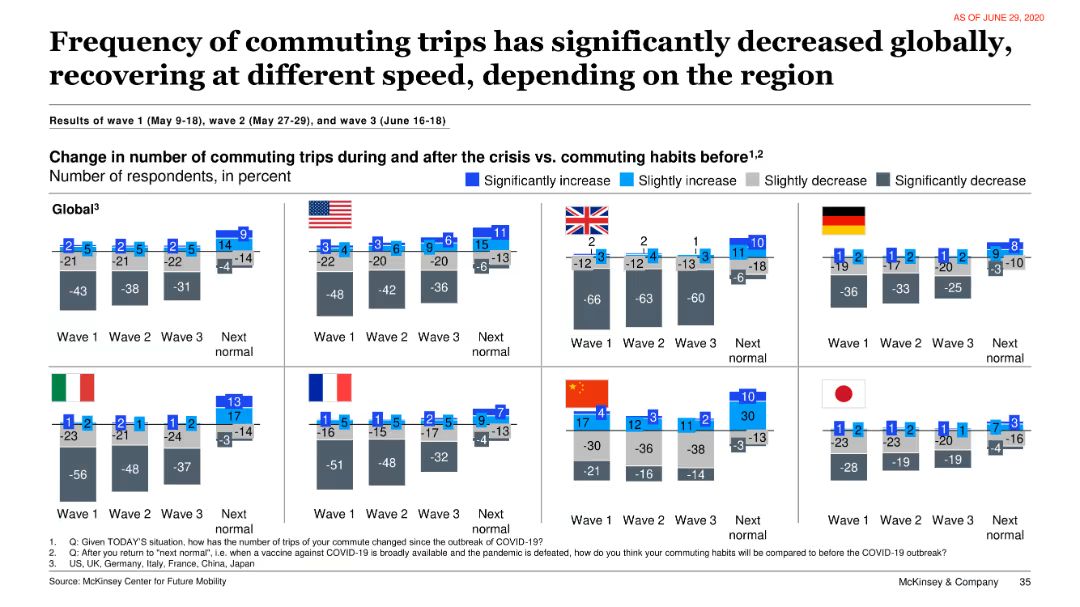 AS OF JUNE 29, 2020
Frequency of commuting trips has significantly decreased globally,
recovering at different speed, depending on the region
Results of wave 1 (May 9-18), wave 2 (May 27-29), and wave 3 (June 16-18)
Change in number of commuting trips during and after the crisis vs. commuting habits before1,2
Number of respondents, in percent
Significantly increase Slightly increase Slightly decrease Significantly decrease
Global3
2 5 2 5 2 5 9 14
-21 -21 -22 -4 -14
-43 -38 -31
Wave 1 Wave 2 Wave 3 Next normal
3 4 3 6 9 6 11 15
-22 -20 -20 -6 -13
-48 -42 -36
Wave 1 Wave 2 Wave 3 Next normal
2 3 2 4 1 3 10 11
-12 -12 -13 -6 -18
-66 -63 -60
Wave 1 Wave 2 Wave 3 Next normal
1 2 1 2 1 2 8 9
-19 -17 -20 -3 -10
-36 -33 -25
Wave 1 Wave 2 Wave 3 Next normal
1 2 2 1 1 2 13 17
-23 -21 -24 -3 -14
-56 -48 -37
Wave 1 Wave 2 Wave 3 Next normal
1 5 1 2 2 5 7 9
-16 -15 -17 -4 -13
-51 -48 -32
Wave 1 Wave 2 Wave 3 Next normal
17 4 12 3 11 2 10 30
-30 -36 -38 -3 -13
-21 -16 -14
Wave 1 Wave 2 Wave 3 Next normal
1 2 1 2 1 1 3 7
-23 -23 -20 -4 -16
-28 -19 -19
Wave 1 Wave 2 Wave 3 Next normal
1. Q: Given TODAY'S situation, how has the number of trips of your commute changed since the outbreak of COVID-19?
2. Q: After you return to "next normal", i.e. when a vaccine against COVID-19 is broadly available and the pandemic is defeated, how do you think your commuting habits will be compared to before the COVID-19 outbreak?
3. US, UK, Germany, Italy, France, China, Japan
Source: McKinsey Center for Future Mobility
McKinsey & Company 35